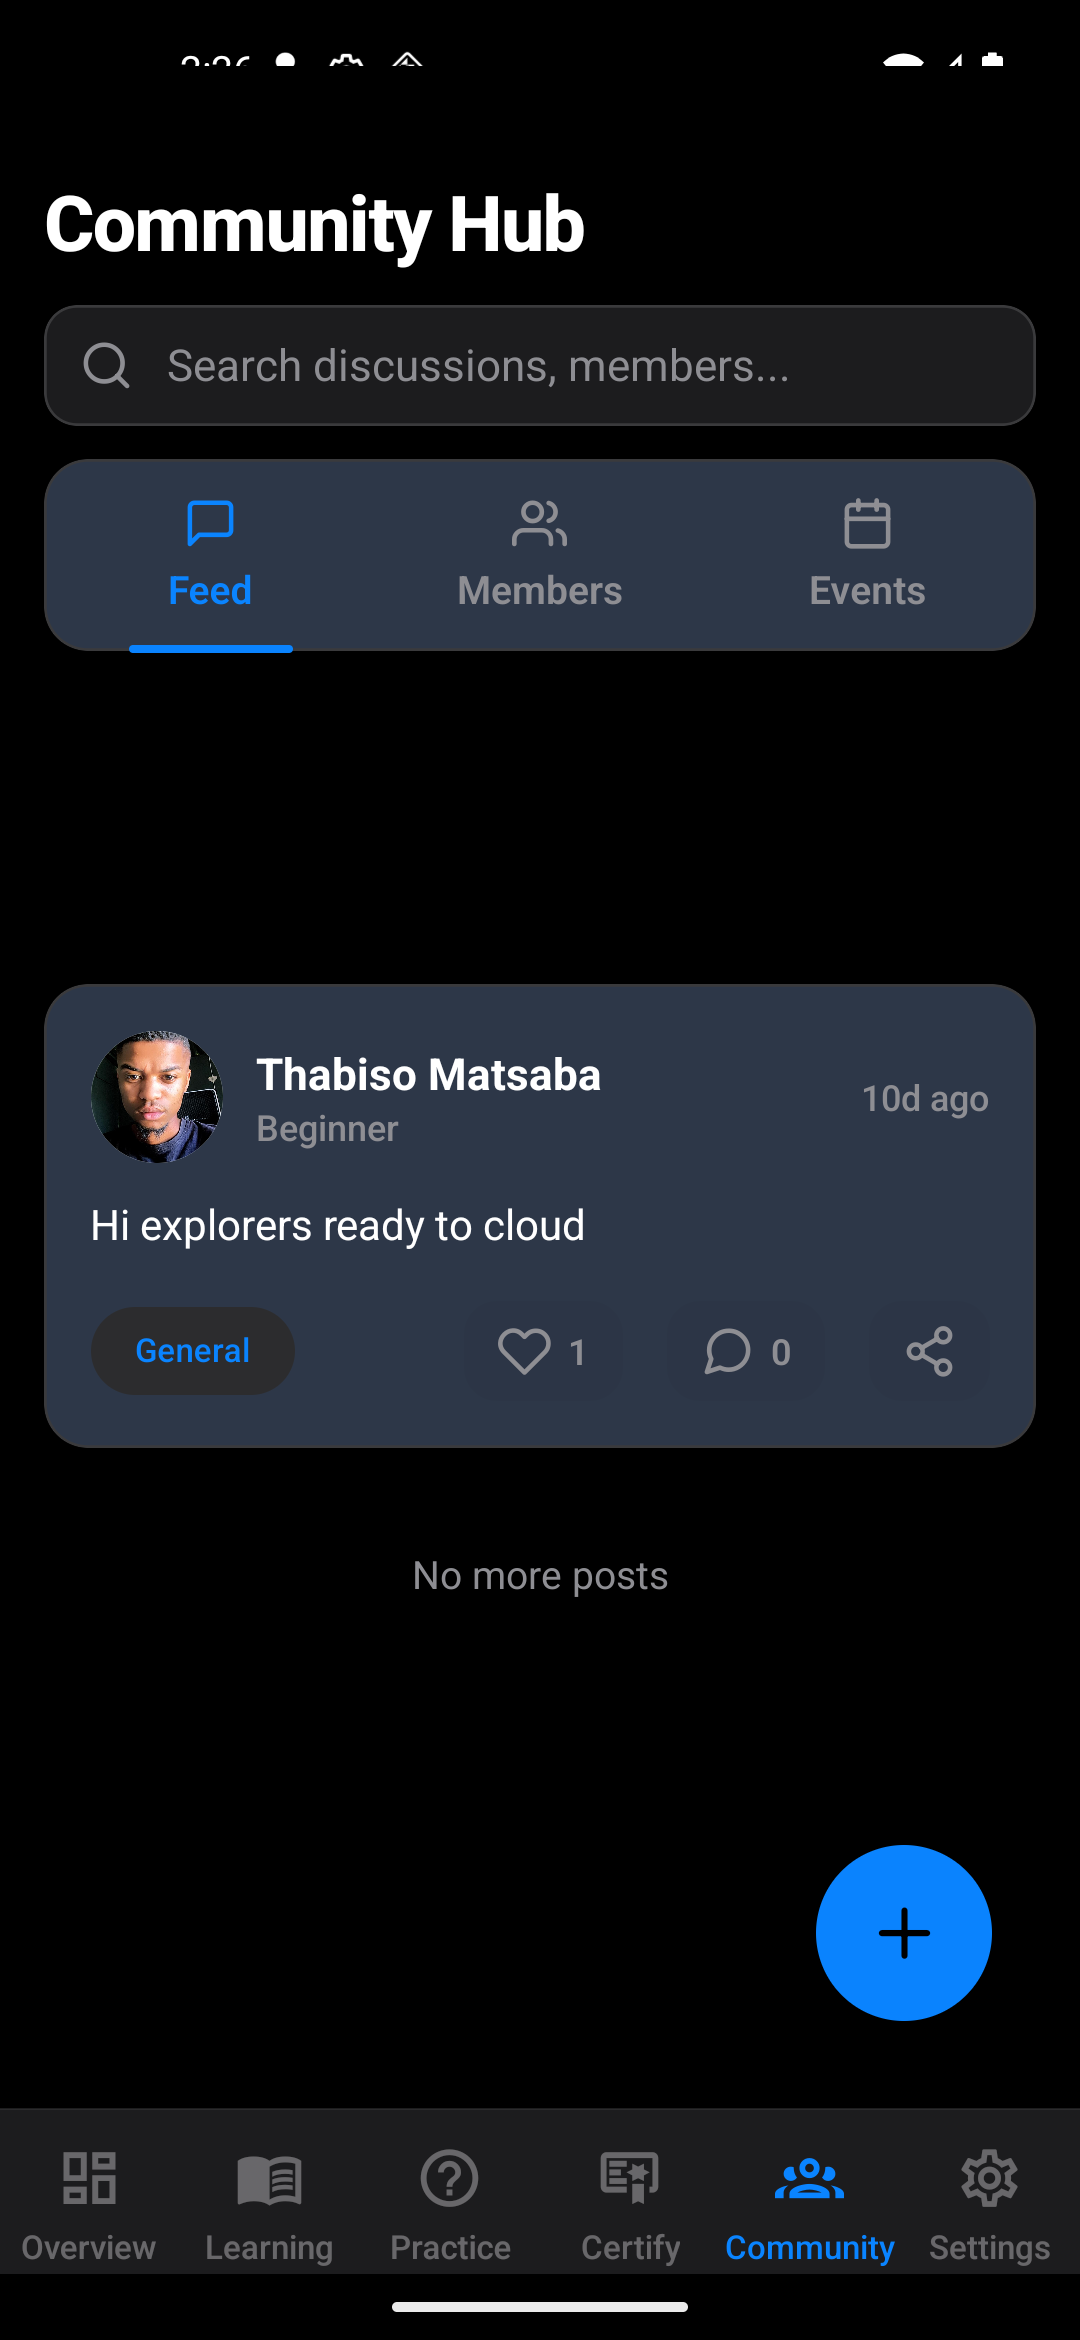 Community Hub
Search discussions, members...
Feed
Members
Events
Thabiso Matsaba
Beginner
10d ago
Hi explorers ready to cloud
General
1
0
No more posts
Overview
Learning
Practice
Certify
Community
Settings